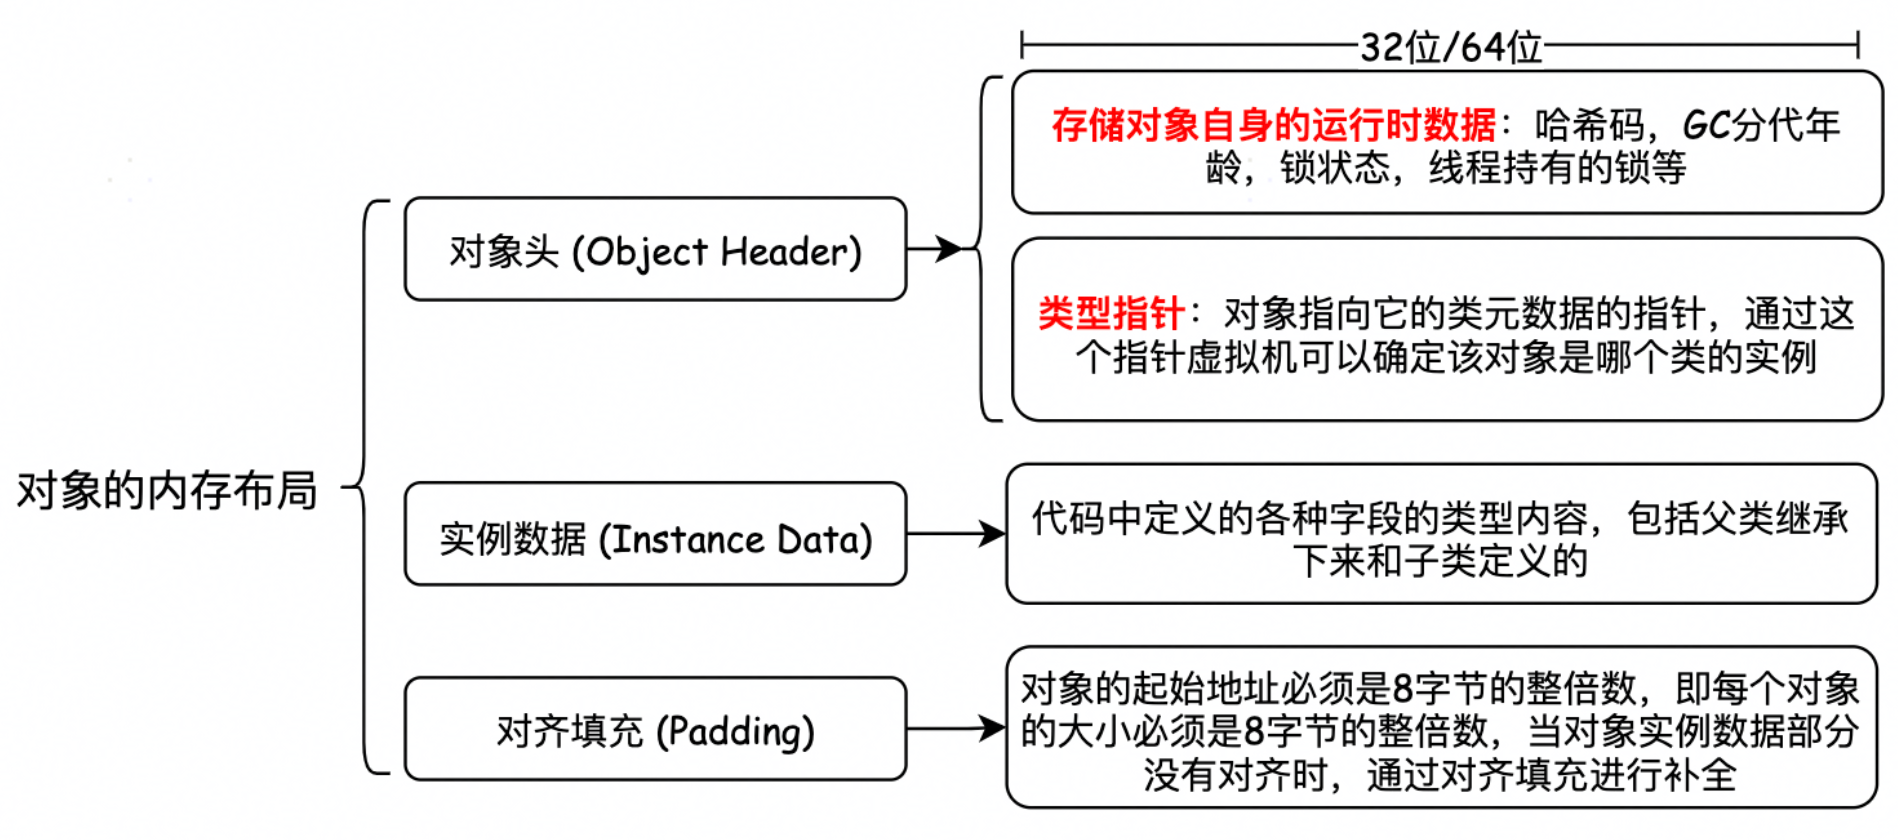 32位/64位
存储对象自身的运行时数据：哈希码，GC分代年
龄，锁状态，线程持有的锁等
对象头 (Object Header)
类型指针：对象指向它的类元数据的指针，通过这
个指针虚拟机可以确定该对象是哪个类的实例
对象的内存布局
实例数据 (Instance Data)
代码中定义的各种字段的类型内容，包括父类继承
下来和子类定义的
对齐填充 (Padding)
对象的起始地址必须是8字节的整倍数，即每个对象
的大小必须是8字节的整倍数，当对象实例数据部分
没有对齐时，通过对齐填充进行补全